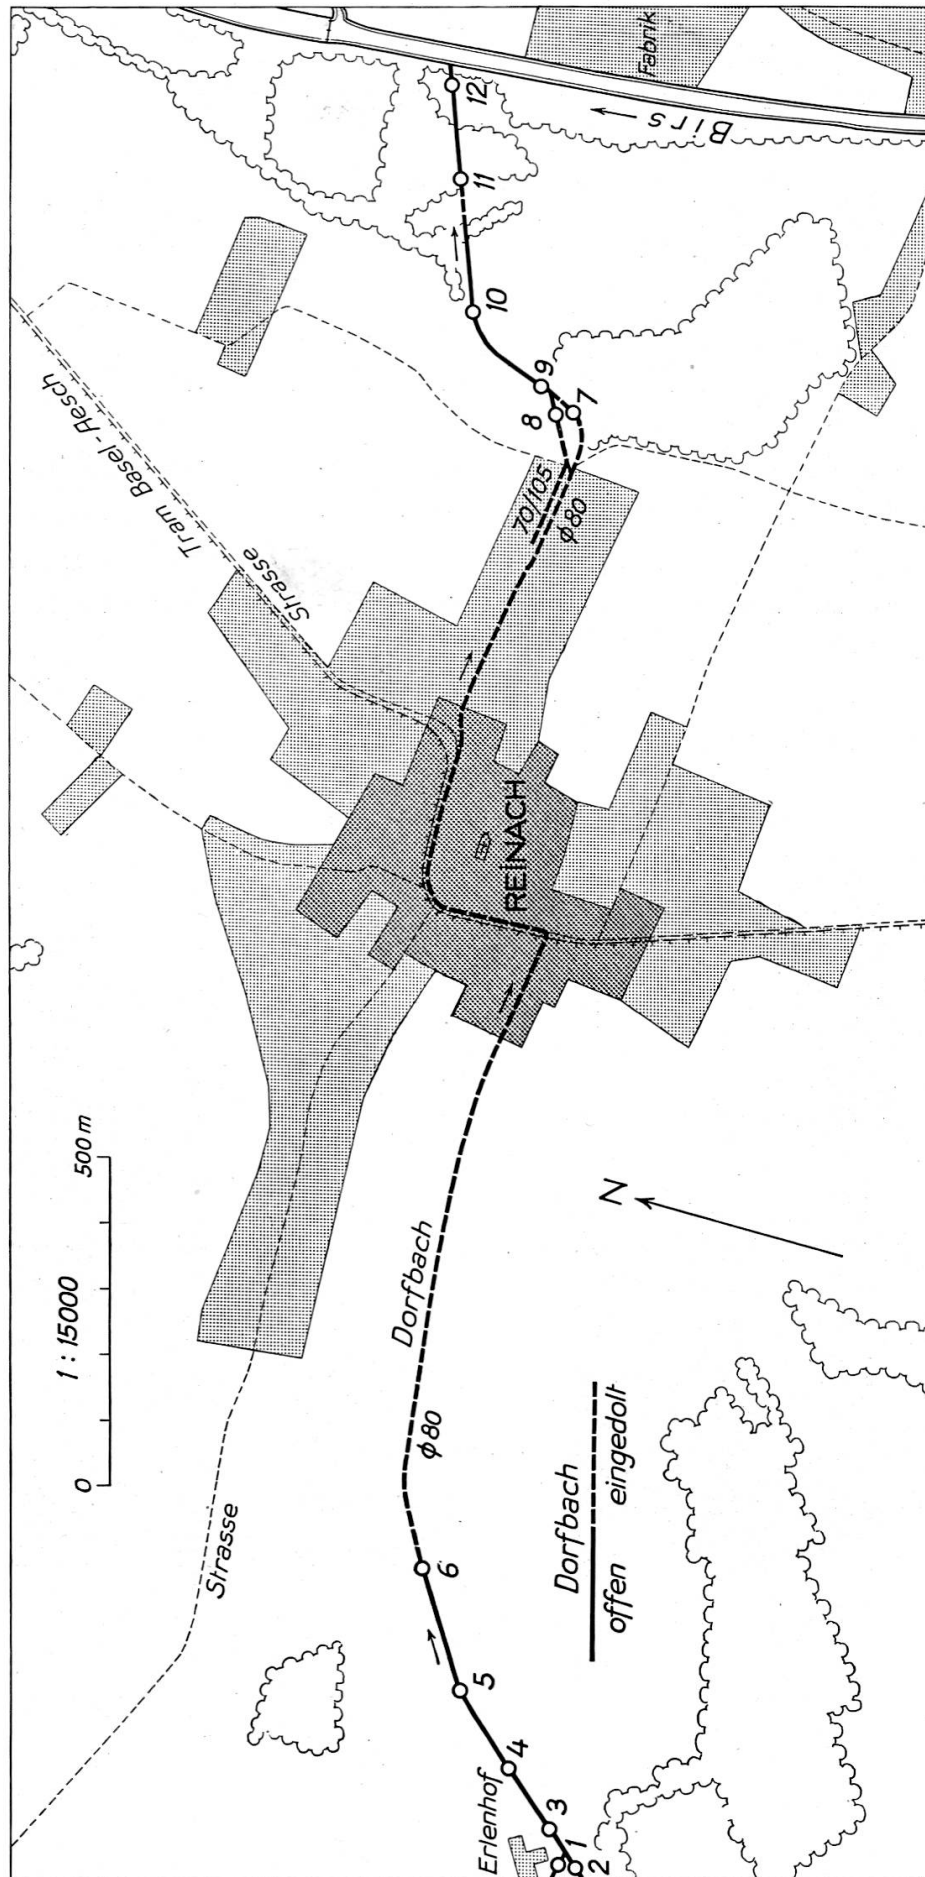 Fabrik
Birs
12
11
10
9
8
7
70/105
ϕ80
Tram Basel-Aesch
Strasse
REINACH
0
500m
1:15000
Dorfbach
ϕ80
N
Strasse
6
5
4
3
1
2
Erlenhof
Dorfbach
offen eingedolt